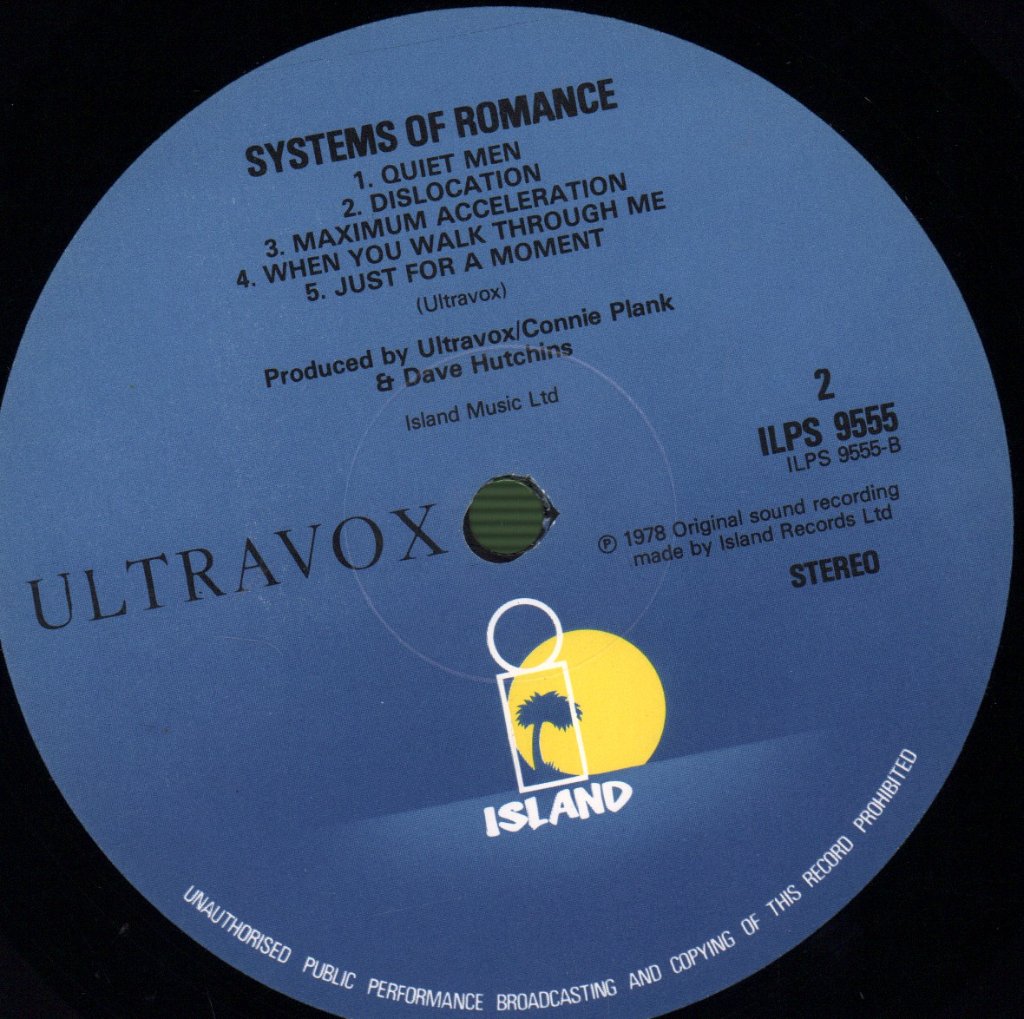 SYSTEMS OF ROMANCE
1. QUIET MEN
2. DISLOCATION
3. MAXIMUM ACCELERATION
4. WHEN YOU WALK THROUGH ME
5. JUST FOR A MOMENT
(Ultravox)
Produced by Ultravox/Connie Plank
& Dave Hutchins
Island Music Ltd
2
ILPS 9555
ILPS 9555-B
ULTRAVOX
℗ 1978 Original sound recording
made by Island Records Ltd
STEREO
ISLAND
UNAUTHORISED PUBLIC PERFORMANCE BROADCASTING AND COPYING OF THIS RECORD PROHIBITED